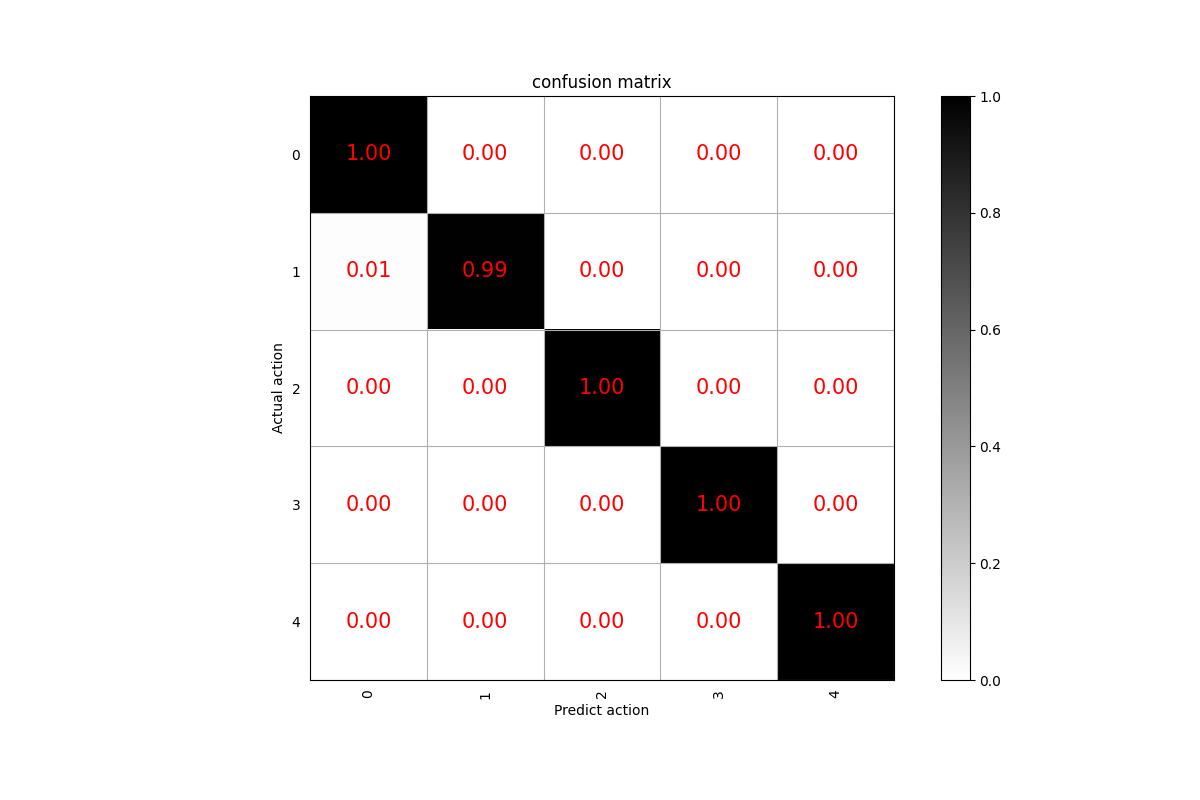 confusion matrix
0 1.00 0.00 0.00 0.00 0.00
1 0.01 0.99 0.00 0.00 0.00
2 0.00 0.00 1.00 0.00 0.00
3 0.00 0.00 0.00 1.00 0.00
4 0.00 0.00 0.00 0.00 1.00
Actual action
0 1 2 3 4
Predict action
1.0
0.8
0.6
0.4
0.2
0.0